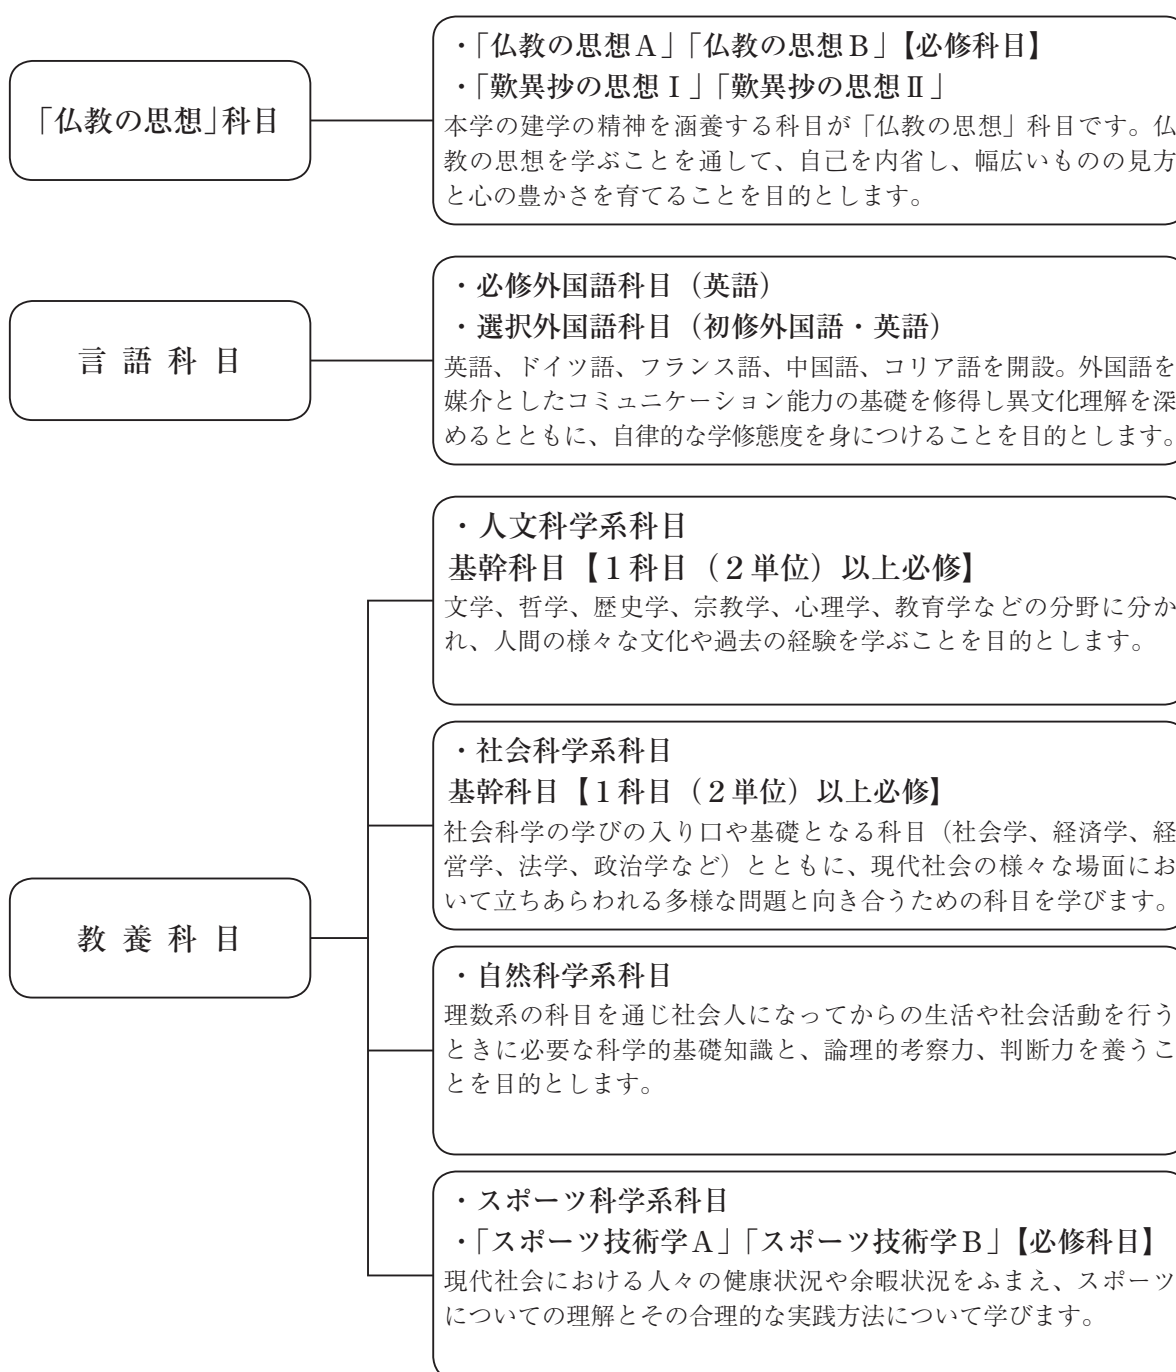 「仏教の思想」科目
・「仏教の思想A」「仏教の思想B」【必修科目】
・「歎異抄の思想Ⅰ」「歎異抄の思想Ⅱ」
本学の建学の精神を涵養する科目が「仏教の思想」科目です。仏
教の思想を学ぶことを通して、自己を内省し、幅広いものの見方
と心の豊かさを育てることを目的とします。
言語科目
・必修外国語科目（英語）
・選択外国語科目（初修外国語・英語）
英語、ドイツ語、フランス語、中国語、コリア語を開設。外国語を
媒介としたコミュニケーション能力の基礎を修得し異文化理解を深
めるとともに、自律的な学修態度を身につけることを目的とします。
教養科目
・人文科学系科目
基幹科目【１科目（２単位）以上必修】
文学、哲学、歴史学、宗教学、心理学、教育学などの分野に分か
れ、人間の様々な文化や過去の経験を学ぶことを目的とします。
・社会科学系科目
基幹科目【１科目（２単位）以上必修】
社会科学の学びの入り口や基礎となる科目（社会学、経済学、経
営学、法学、政治学など）とともに、現代社会の様々な場面にお
いて立ちあらわれる多様な問題と向き合うための科目を学びます。
・自然科学系科目
理数系の科目を通じ社会人になってからの生活や社会活動を行う
ときに必要な科学的基礎知識と、論理的考察力、判断力を養うこ
とを目的とします。
・スポーツ科学系科目
・「スポーツ技術学A」「スポーツ技術学B」【必修科目】
現代社会における人々の健康状況や余暇状況をふまえ、スポーツ
についての理解とその合理的な実践方法について学びます。